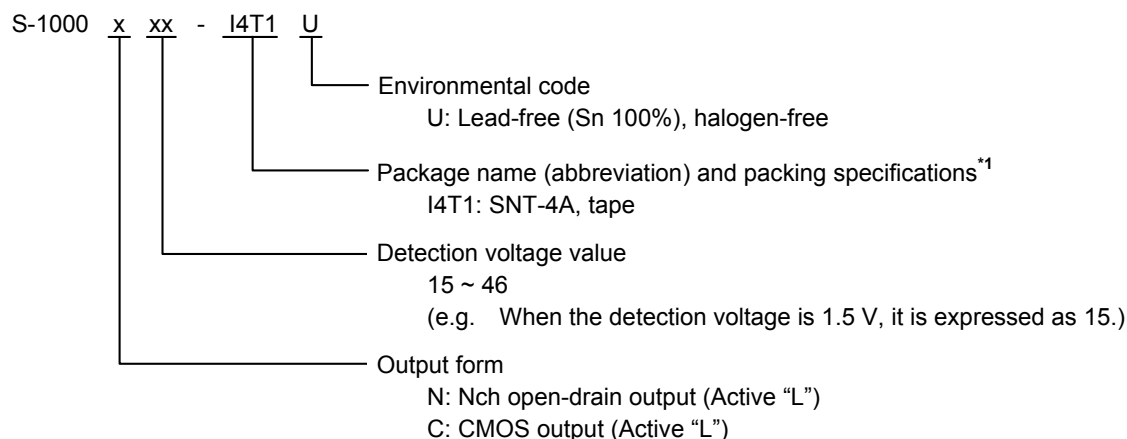 S-1000 x xx - I4T1 U
Environmental code
U: Lead-free (Sn 100%), halogen-free
Package name (abbreviation) and packing specifications*1
I4T1: SNT-4A, tape
Detection voltage value
15 ~ 46
(e.g. When the detection voltage is 1.5 V, it is expressed as 15.)
Output form
N: Nch open-drain output (Active “L”)
C: CMOS output (Active “L”)